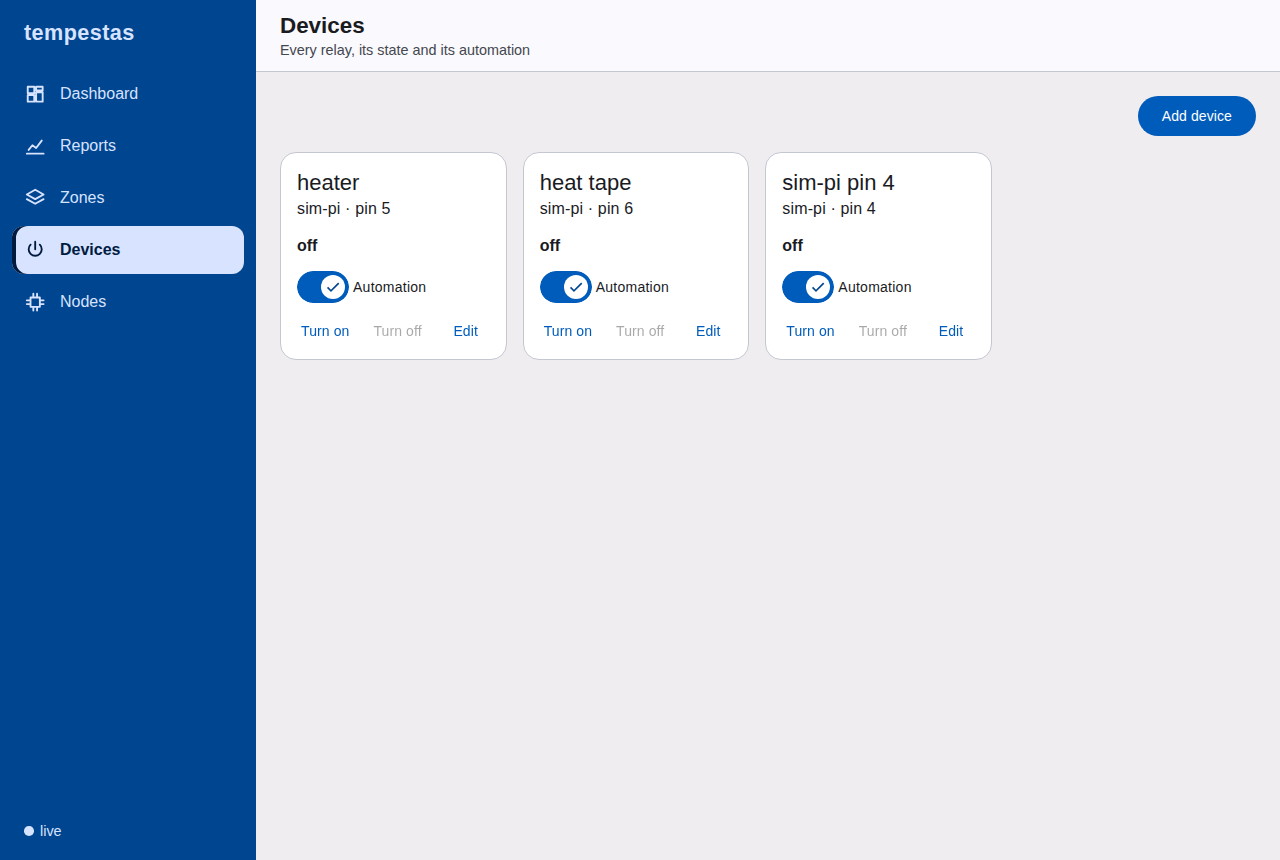 tempestas
Dashboard
Reports
Zones
Devices
Nodes
live
Devices
Every relay, its state and its automation
Add device
heater
sim-pi · pin 5
off
Automation
Turn on Turn off Edit
heat tape
sim-pi · pin 6
off
Automation
Turn on Turn off Edit
sim-pi pin 4
sim-pi · pin 4
off
Automation
Turn on Turn off Edit